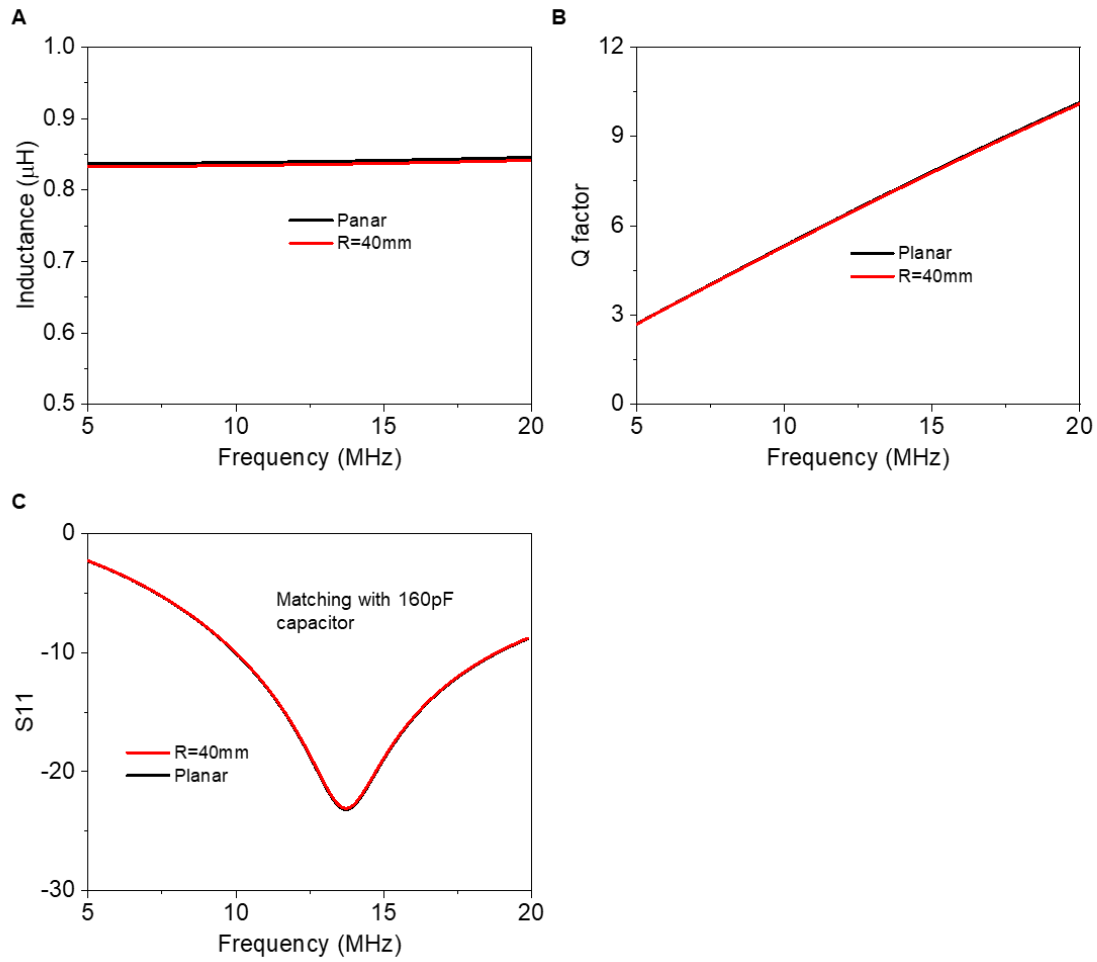 A
1.0
0.9
0.8
0.7
0.6
0.5
Inductance (μH)
Panar
R=40mm
5 10 15 20
Frequency (MHz)
B
12
9
6
3
0
Q factor
Planar
R=40mm
5 10 15 20
Frequency (MHz)
C
0
-10
-20
-30
S11
Matching with 160pF
capacitor
R=40mm
Planar
5 10 15 20
Frequency (MHz)